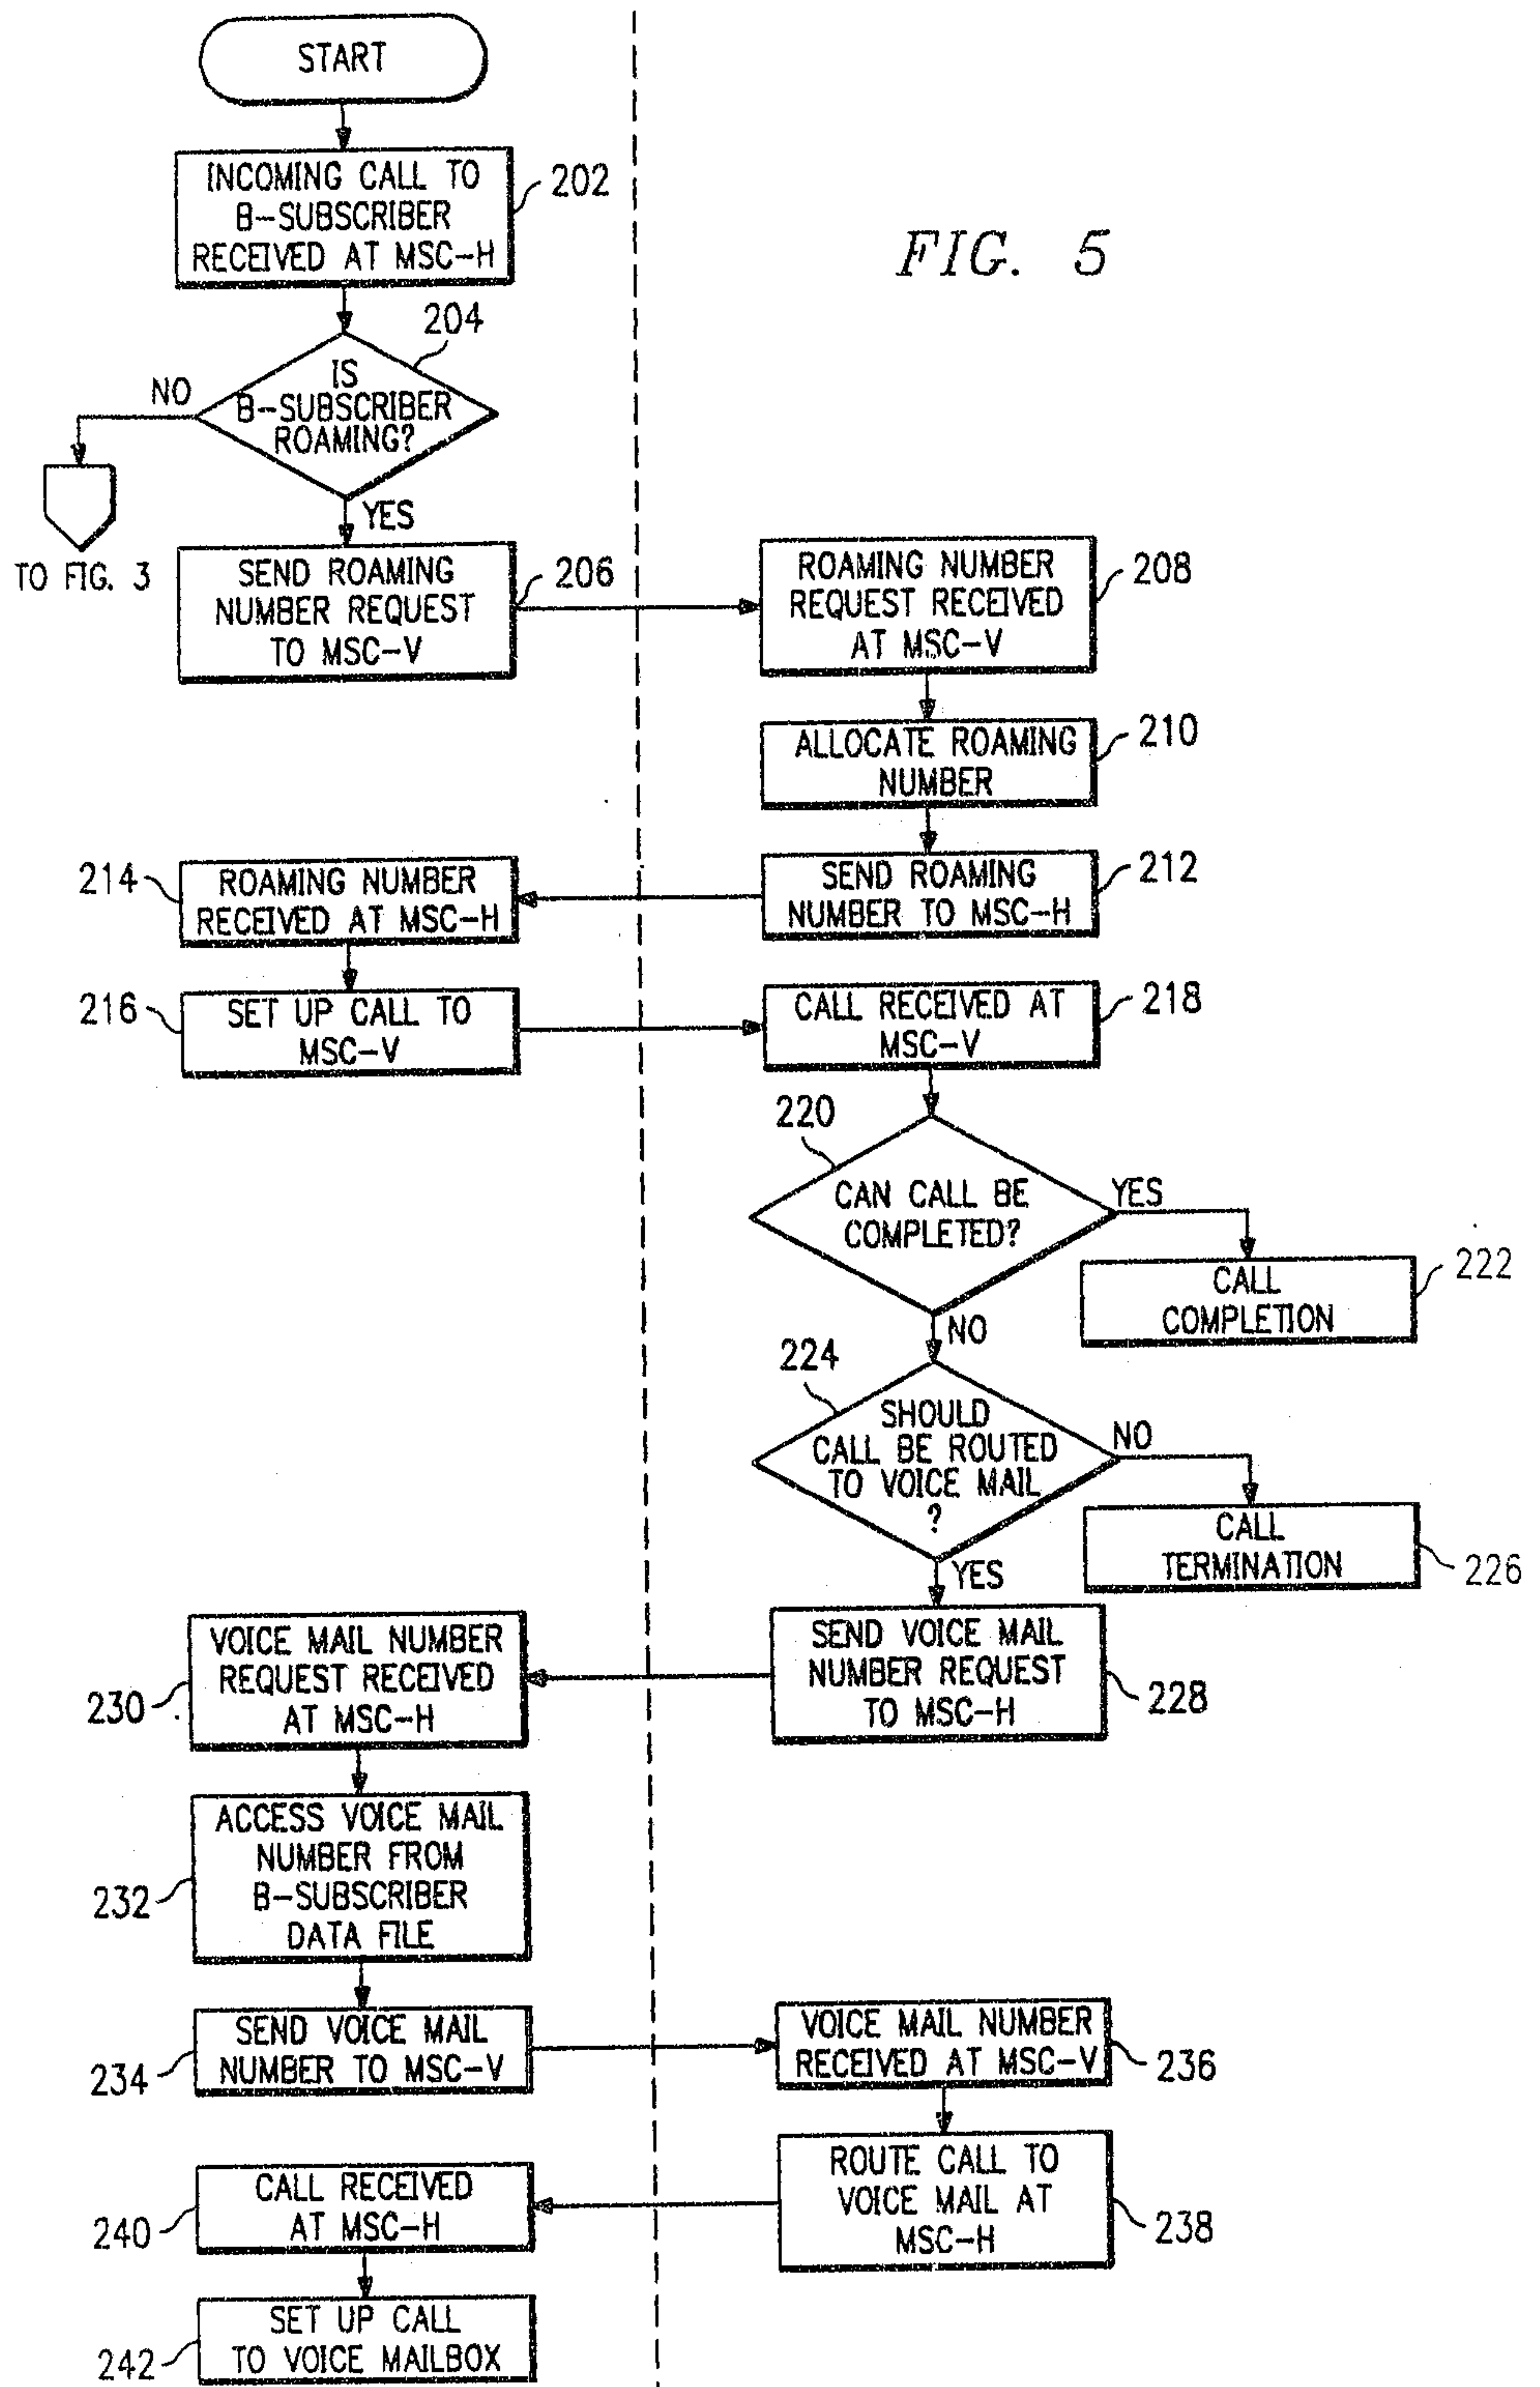 START
INCOMING CALL TO
B-SUBSCRIBER
RECEIVED AT MSC-H
202
FIG. 5
204
IS
B-SUBSCRIBER
ROAMING?
NO
YES
TO FIG. 3
SEND ROAMING
NUMBER REQUEST
TO MSC-V
206
ROAMING NUMBER
REQUEST RECEIVED
AT MSC-V
208
ALLOCATE ROAMING
NUMBER
210
SEND ROAMING
NUMBER TO MSC-H
212
214
ROAMING NUMBER
RECEIVED AT MSC-H
216
SET UP CALL TO
MSC-V
CALL RECEIVED AT
MSC-V
218
220
CAN CALL BE
COMPLETED?
YES
CALL
COMPLETION
222
NO
224
SHOULD
CALL BE ROUTED
TO VOICE MAIL
?
NO
CALL
TERMINATION
226
YES
SEND VOICE MAIL
NUMBER REQUEST
TO MSC-H
228
VOICE MAIL NUMBER
REQUEST RECEIVED
AT MSC-H
230
ACCESS VOICE MAIL
NUMBER FROM
B-SUBSCRIBER
DATA FILE
232
SEND VOICE MAIL
NUMBER TO MSC-V
234
VOICE MAIL NUMBER
RECEIVED AT MSC-V
236
ROUTE CALL TO
VOICE MAIL AT
MSC-H
238
CALL RECEIVED
AT MSC-H
240
SET UP CALL
TO VOICE MAILBOX
242